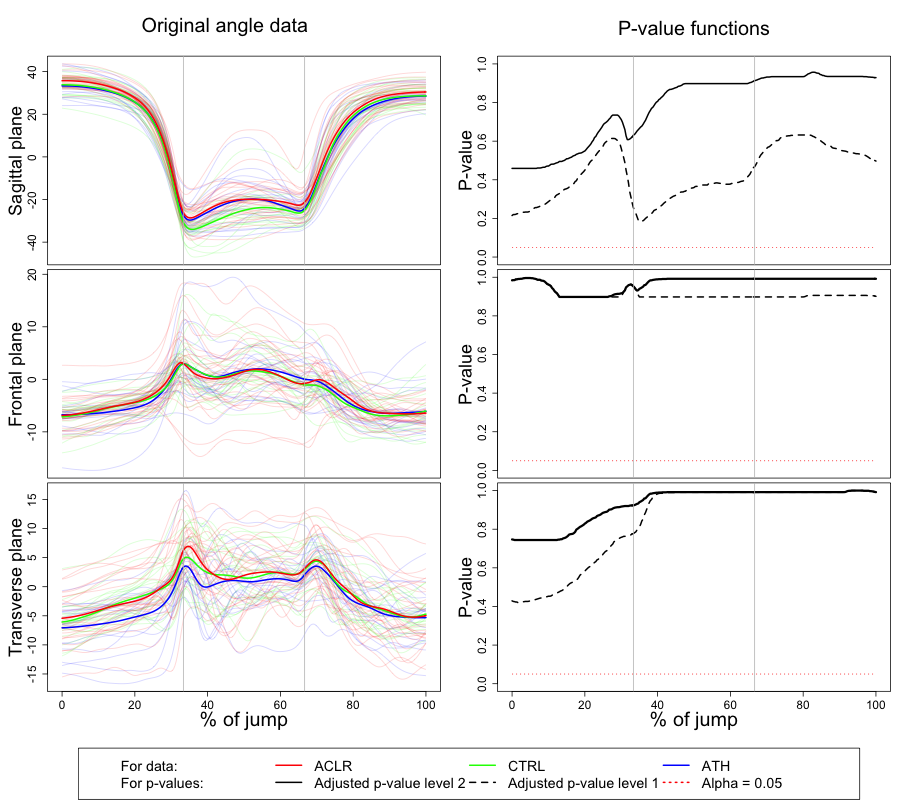 Original angle data
P-value functions
Sagittal plane
40
20
0
-20
-40
P-value
1.0
0.8
0.6
0.4
0.2
0.0
Frontal plane
20
10
0
-10
P-value
1.0
0.8
0.6
0.4
0.2
0.0
Transverse plane
15
10
5
0
-5
-10
-15
P-value
1.0
0.8
0.6
0.4
0.2
0.0
0 20 40 60 80 100
% of jump
0 20 40 60 80 100
% of jump
For data: ACLR CTRL ATH
For p-values: Adjusted p-value level 2 Adjusted p-value level 1 Alpha = 0.05